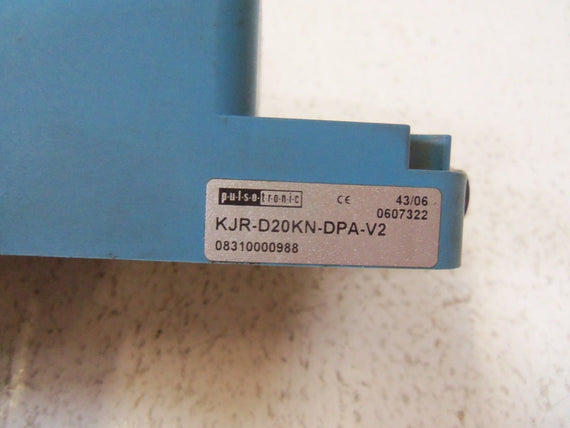 pulsotronic CE 43/06
0607322
KJR-D20KN-DPA-V2
08310000988